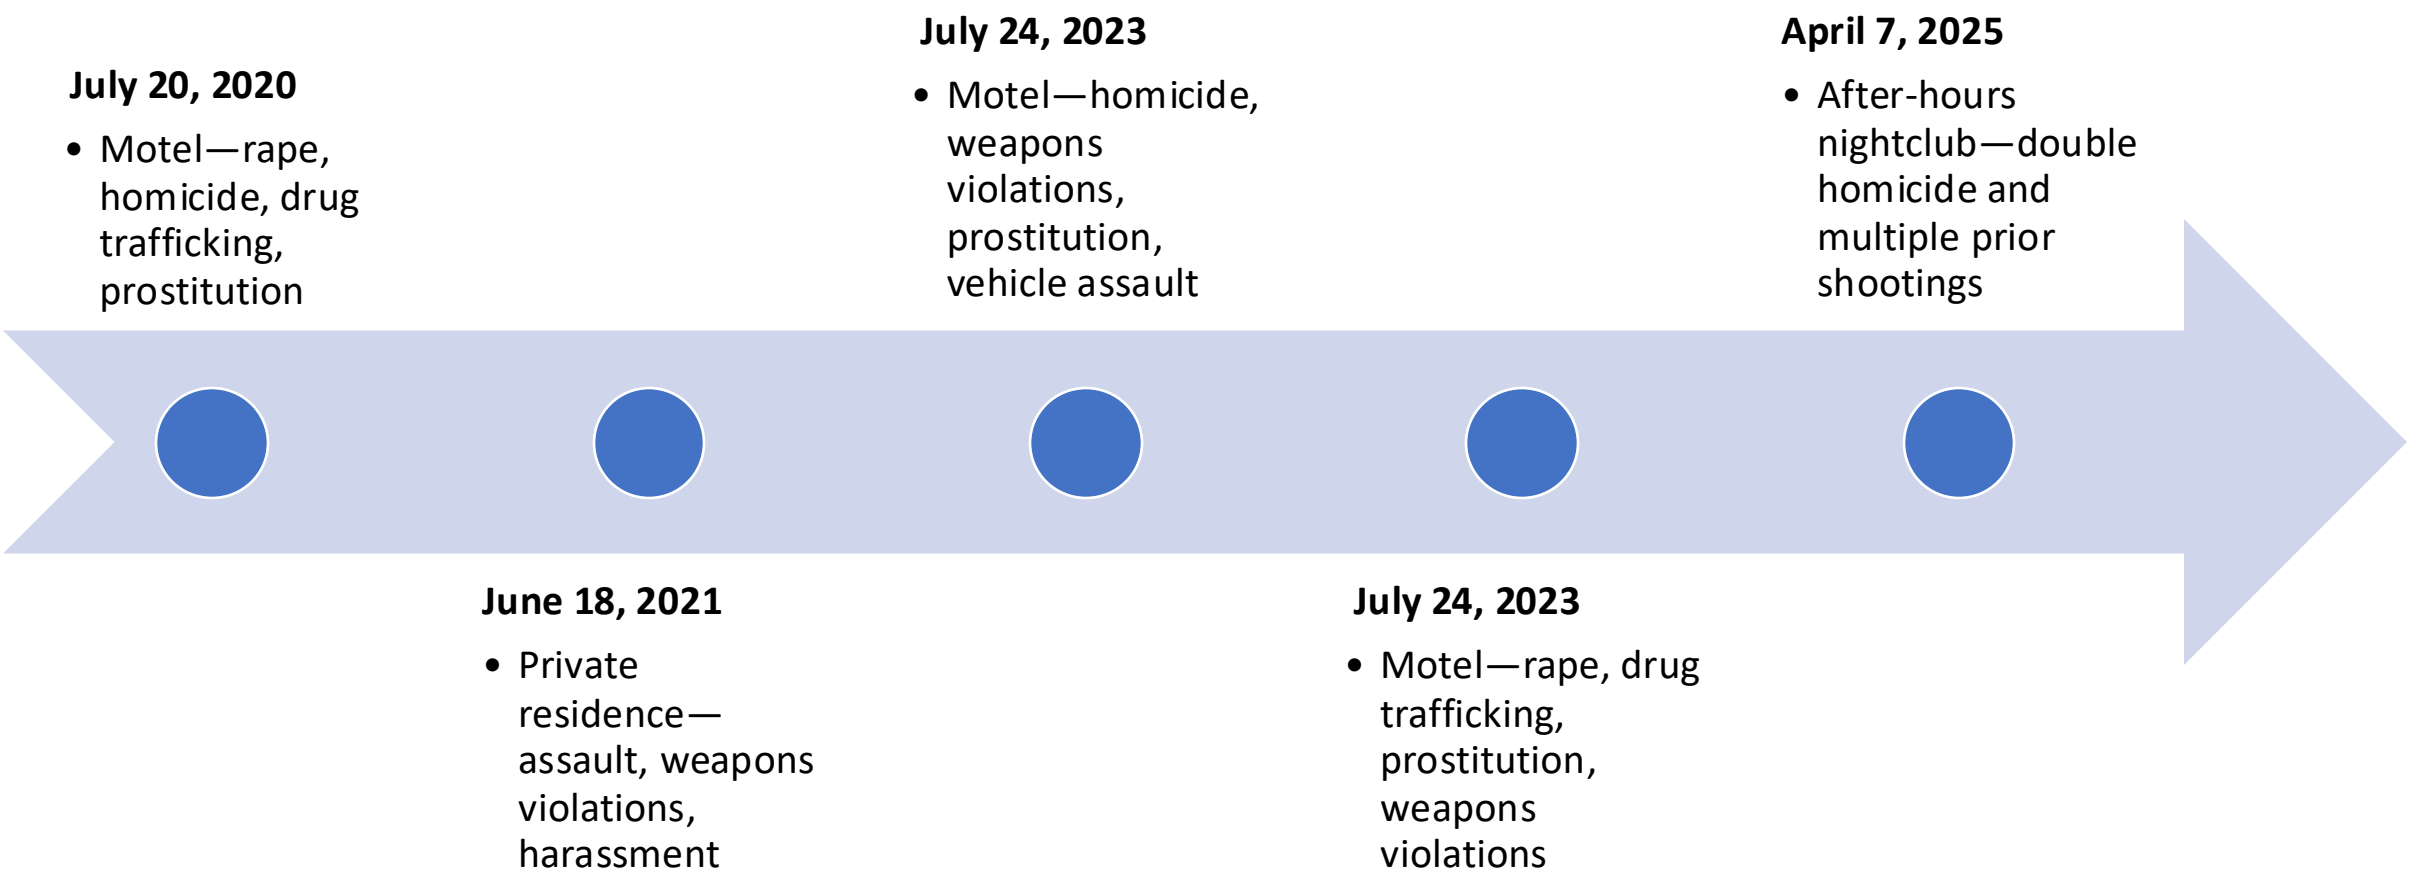 July 20, 2020
• Motel—rape,
homicide, drug
trafficking,
prostitution
June 18, 2021
• Private
residence—
assault, weapons
violations,
harassment
July 24, 2023
• Motel—homicide,
weapons
violations,
prostitution,
vehicle assault
July 24, 2023
• Motel—rape, drug
trafficking,
prostitution,
weapons
violations
April 7, 2025
• After-hours
nightclub—double
homicide and
multiple prior
shootings